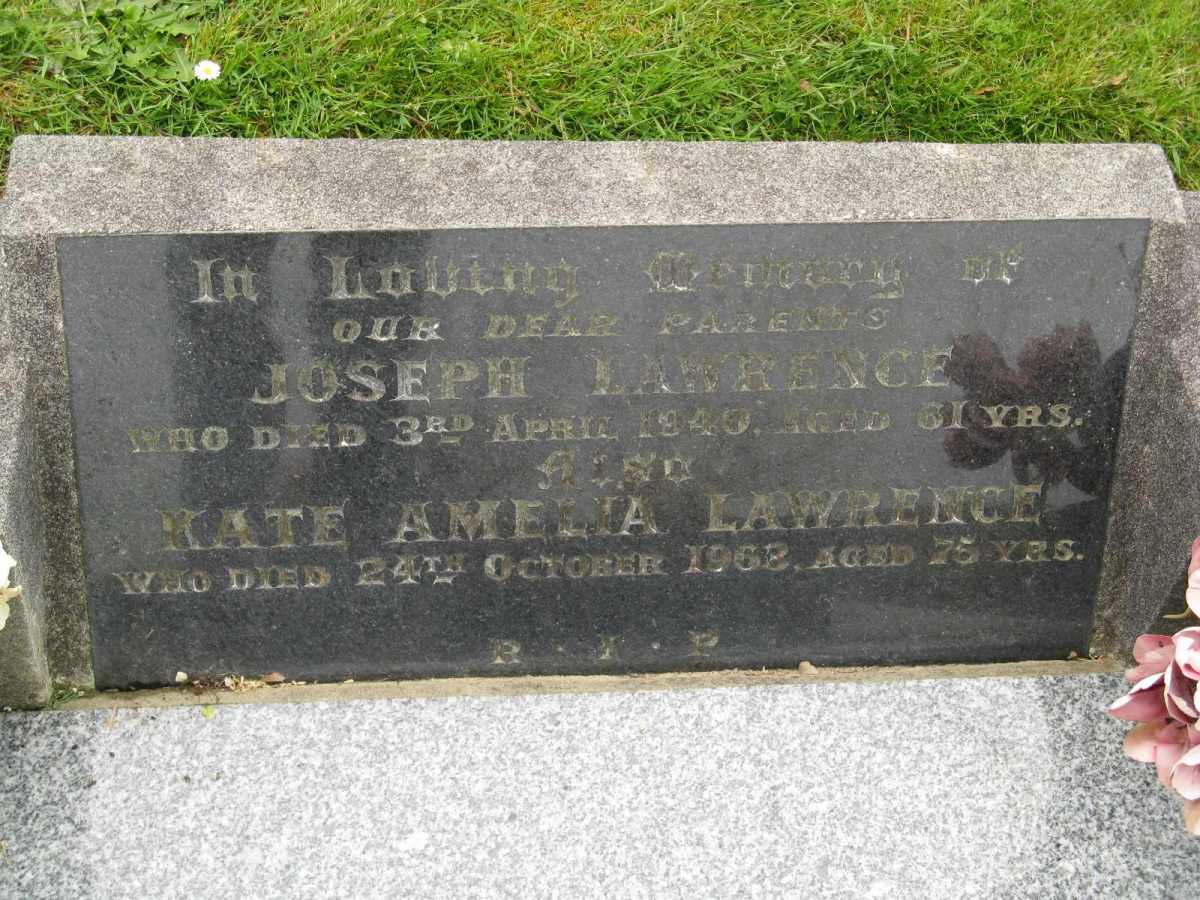 In Loving Memory of
OUR DEAR PARENTS
JOSEPH LAWRENCE
WHO DIED 3RD APRIL 1940. AGED 61 YRS.
Also
KATE AMELIA LAWRENCE
WHO DIED 24TH OCTOBER 1962, AGED 75 YRS.
R · I · P